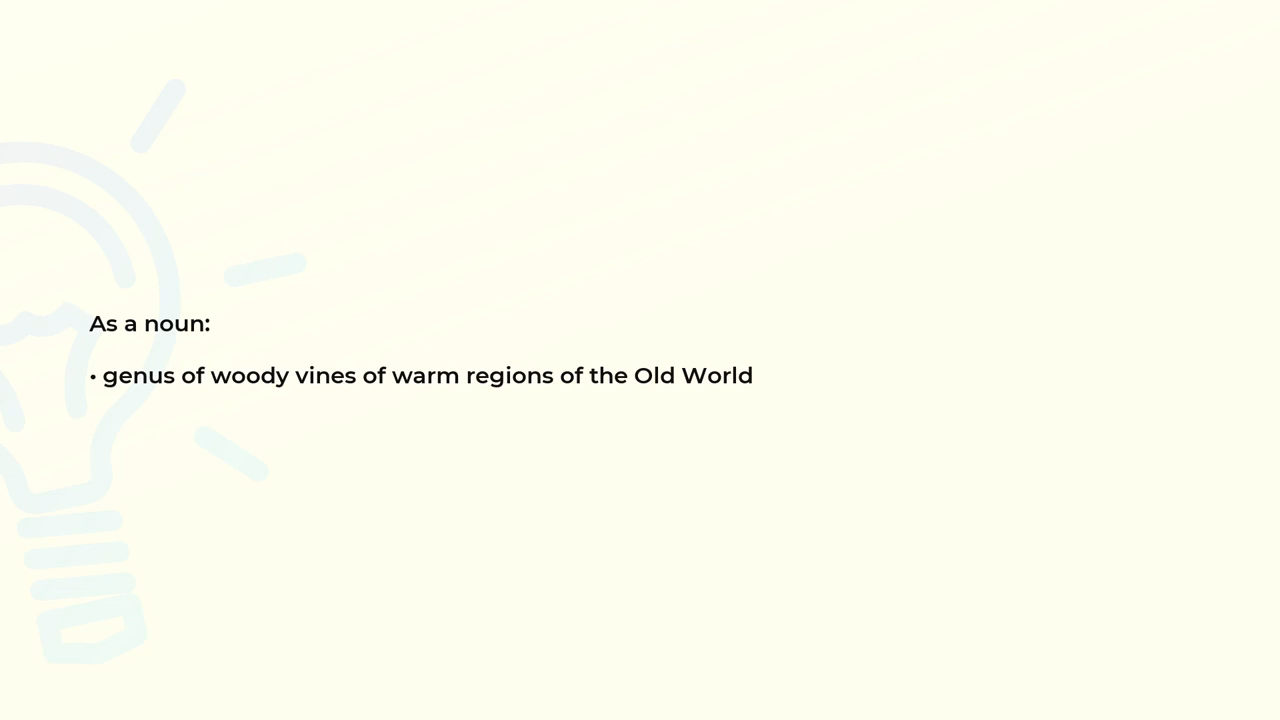 As a noun:
• genus of woody vines of warm regions of the Old World